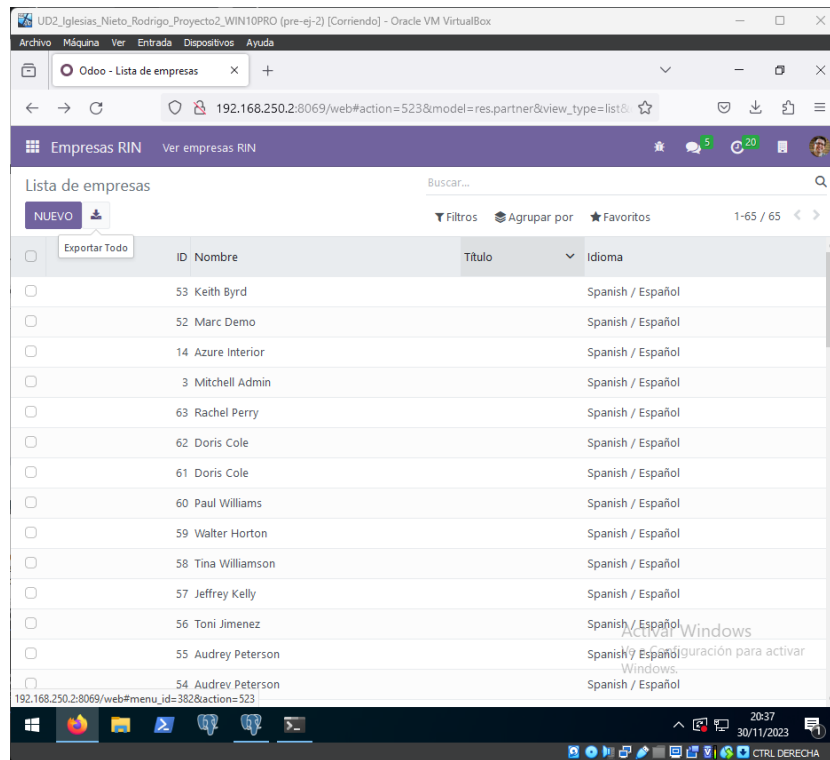 UD2_Iglesias_Nieto_Rodrigo_Proyecto2_WIN10PRO (pre-ej-2) [Corriendo] - Oracle VM VirtualBox
Archivo Máquina Ver Entrada Dispositivos Ayuda
Odoo - Lista de empresas
192.168.250.2:8069/web#action=523&model=res.partner&view_type=list&
Empresas RIN Ver empresas RIN 5 20
Lista de empresas Buscar...
NUEVO Filtros Agrupar por Favoritos 1-65 / 65
Exportar Todo
ID Nombre Título Idioma
53 Keith Byrd Spanish / Español
52 Marc Demo Spanish / Español
14 Azure Interior Spanish / Español
3 Mitchell Admin Spanish / Español
63 Rachel Perry Spanish / Español
62 Doris Cole Spanish / Español
61 Doris Cole Spanish / Español
60 Paul Williams Spanish / Español
59 Walter Horton Spanish / Español
58 Tina Williamson Spanish / Español
57 Jeffrey Kelly Spanish / Español
56 Toni Jimenez Spanish / Español
Activar Windows
55 Audrey Peterson Spanish / Español
Ve a Configuración para activar
Windows.
54 Audrey Peterson Spanish / Español
192.168.250.2:8069/web#menu_id=382&action=523
20:37
30/11/2023
1
CTRL DERECHA